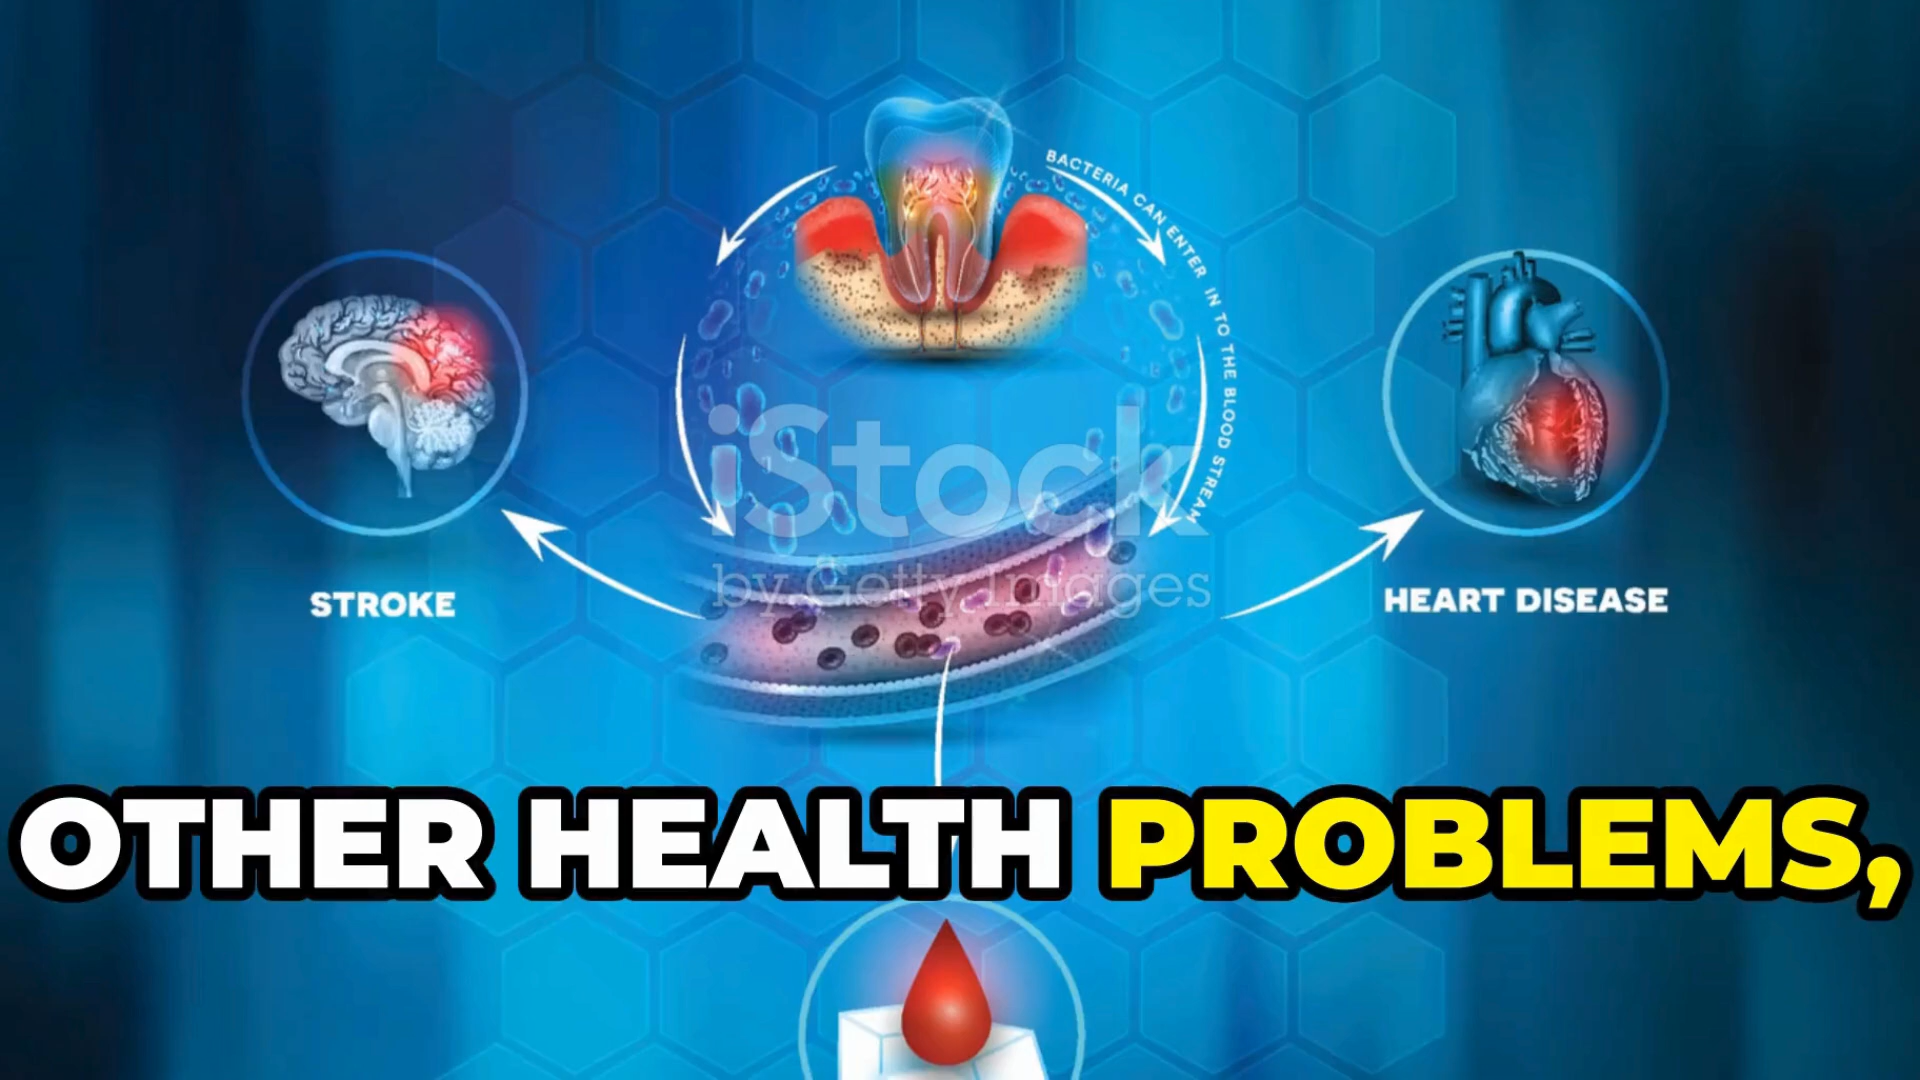 BACTERIA CAN ENTER IN TO THE BLOOD STREAM
iStock
by Getty Images
STROKE
HEART DISEASE
OTHER HEALTH PROBLEMS,